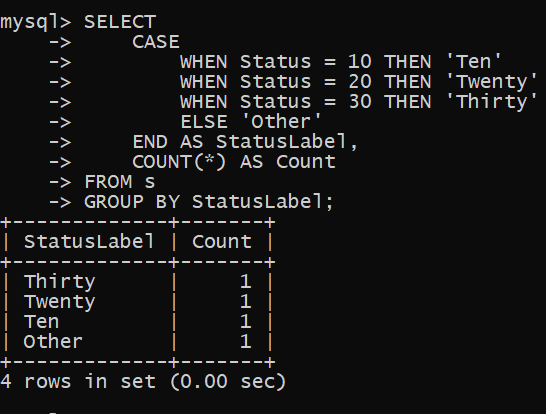 mysql> SELECT
    ->     CASE
    ->         WHEN Status = 10 THEN 'Ten'
    ->         WHEN Status = 20 THEN 'Twenty'
    ->         WHEN Status = 30 THEN 'Thirty'
    ->         ELSE 'Other'
    ->     END AS StatusLabel,
    ->     COUNT(*) AS Count
    -> FROM s
    -> GROUP BY StatusLabel;
+-------------+-------+
| StatusLabel | Count |
+-------------+-------+
| Thirty      |     1 |
| Twenty      |     1 |
| Ten         |     1 |
| Other       |     1 |
+-------------+-------+
4 rows in set (0.00 sec)